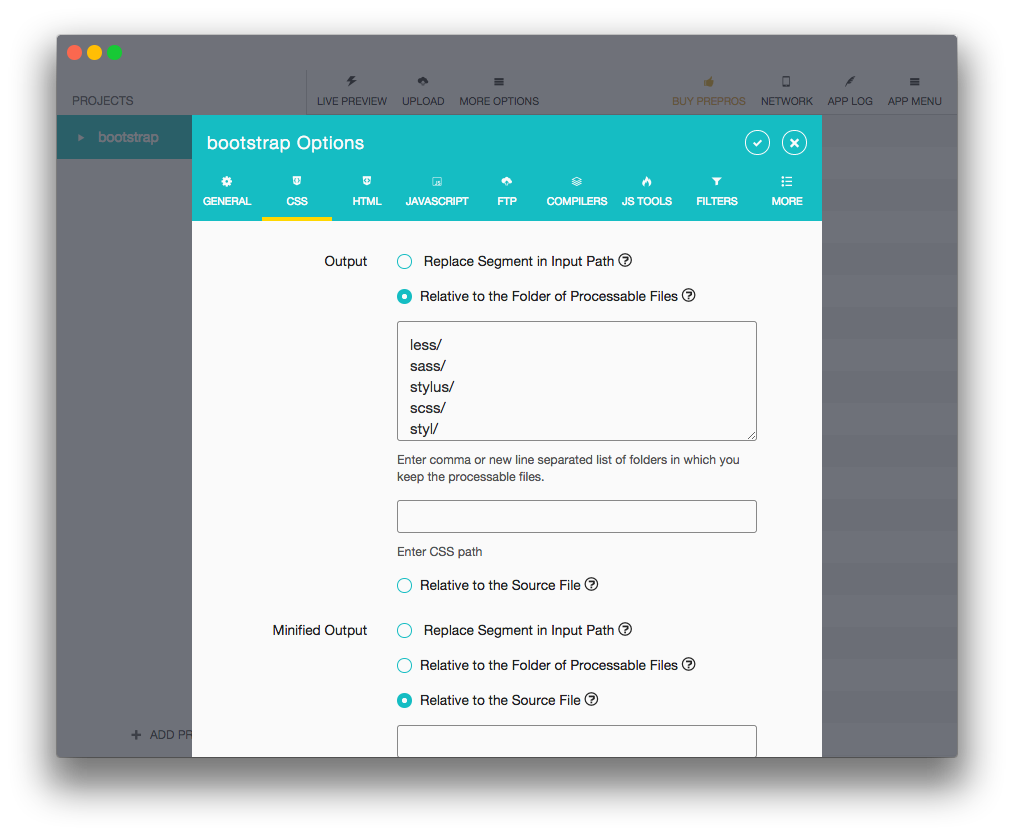 PROJECTS
LIVE PREVIEW
UPLOAD
MORE OPTIONS
BUY PREPROS
NETWORK
APP LOG
APP MENU
bootstrap
bootstrap Options
GENERAL
CSS
HTML
JAVASCRIPT
FTP
COMPILERS
JS TOOLS
FILTERS
MORE
Output
Replace Segment in Input Path
Relative to the Folder of Processable Files
less/
sass/
stylus/
scss/
styl/
Enter comma or new line separated list of folders in which you
keep the processable files.
Enter CSS path
Relative to the Source File
Minified Output
Replace Segment in Input Path
Relative to the Folder of Processable Files
Relative to the Source File
ADD PR